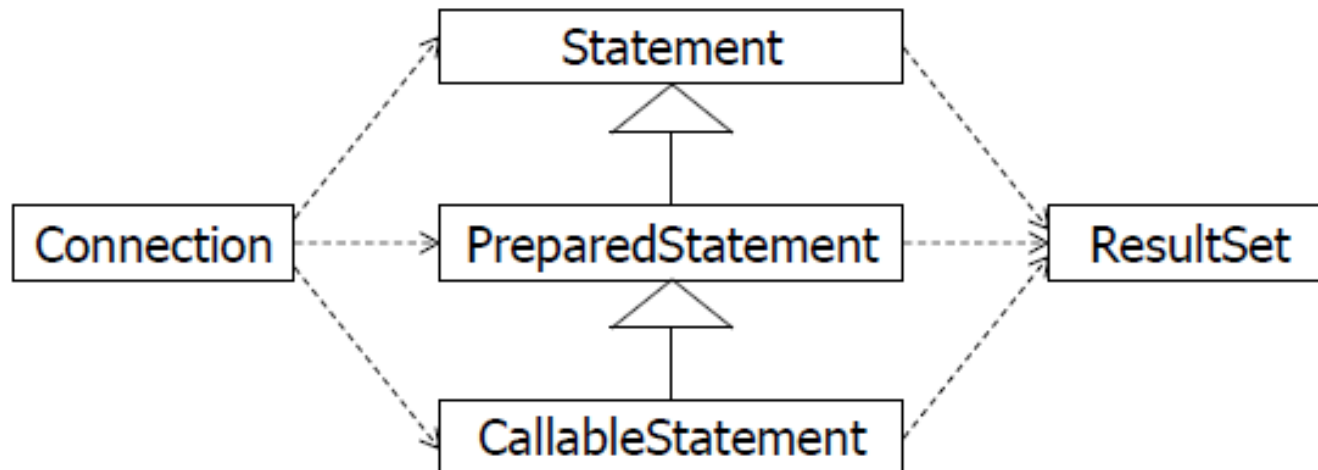 Statement
Connection
PreparedStatement
ResultSet
CallableStatement